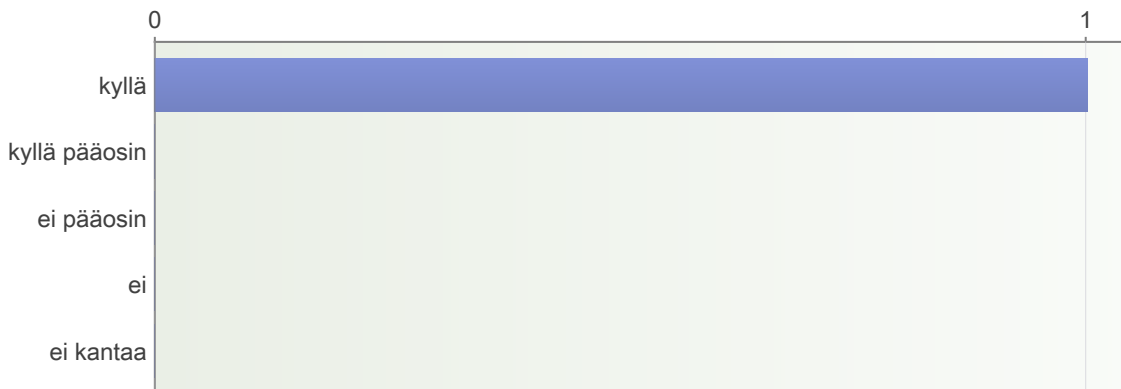 0 1
kyllä
kyllä pääosin
ei pääosin
ei
ei kantaa